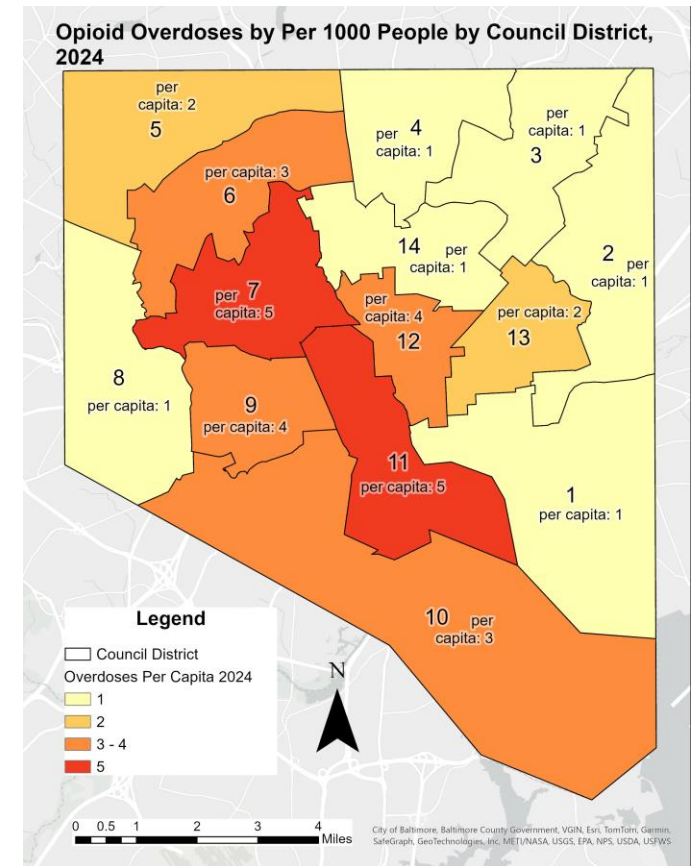 Opioid Overdoses by Per 1000 People by Council District,
2024
per
capita: 2
5
per 4
capita: 1
per
capita: 1
3
per capita: 3
6
14 per
capita: 1
2 per
capita: 1
per 7
capita: 5
per
capita: 4
12
per capita: 2
13
8
per capita: 1
9
per capita: 4
11
per capita: 5
1
per capita: 1
10 per
capita: 3
Legend
Council District
Overdoses Per Capita 2024
1
2
3 - 4
5
N
0 0.5 1 2 3 4
Miles
City of Baltimore, Baltimore County Government, VGIN, Esri, TomTom, Garmin,
SafeGraph, GeoTechnologies, Inc, METI/NASA, USGS, EPA, NPS, USDA, USFWS